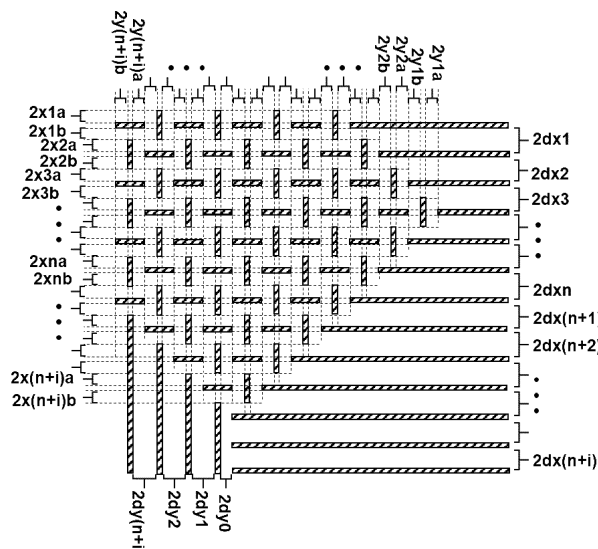 2y(n+i)b
2y(n+i)a
• • •
• • •
2y2b
2y2a
2y1b
2y1a
2x1a
2x1b
2x2a
2x2b
2x3a
2x3b
•
•
•
2xna
2xnb
•
•
•
2x(n+i)a
2x(n+i)b
2dx1
2dx2
2dx3
•
•
•
2dxn
2dx(n+1)
2dx(n+2)
•
•
•
2dx(n+i)
2dy(n+i
2dy2
2dy1
2dy0